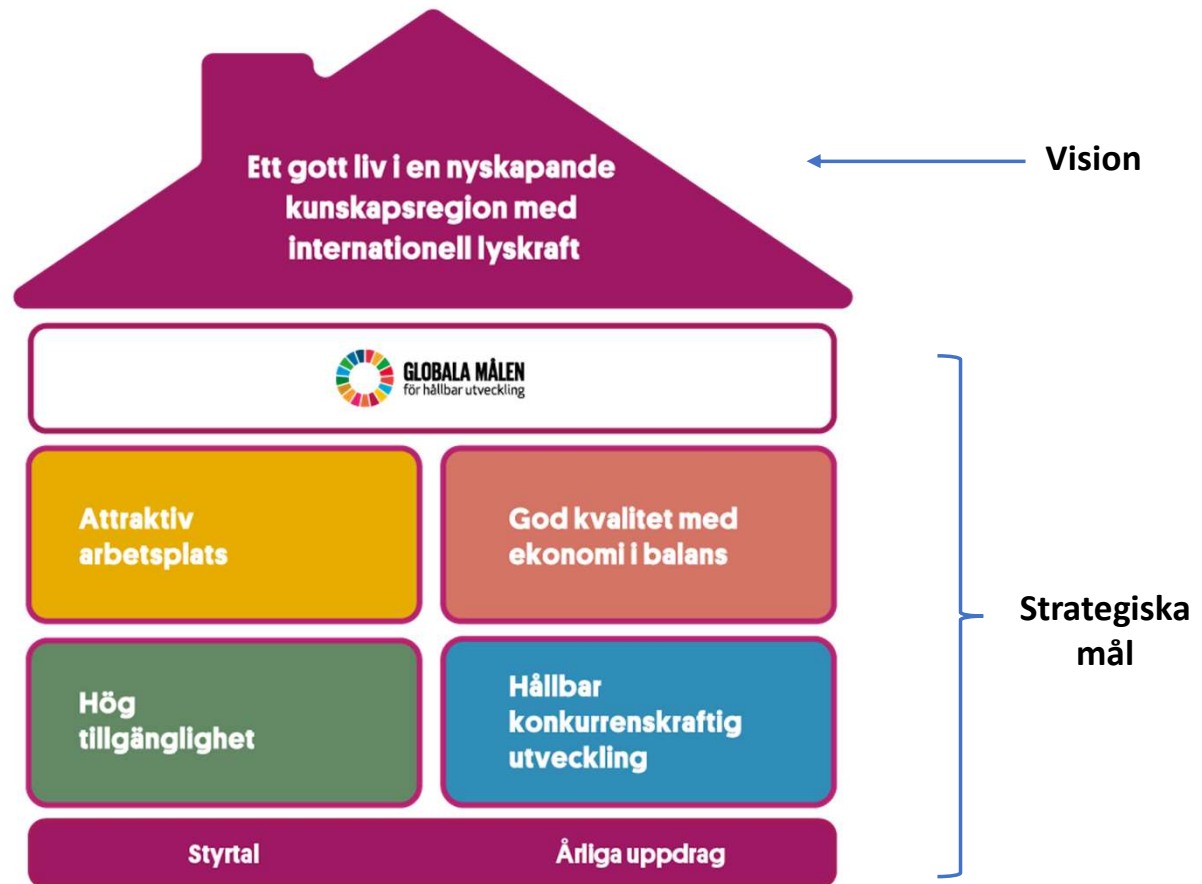 Ett gott liv i en nyskapande
kunskapsregion med
internationell lyskraft
Vision
GLOBALA MÅLEN
för hållbar utveckling
Attraktiv
arbetsplats
God kvalitet med
ekonomi i balans
Strategiska
mål
Hög
tillgänglighet
Hållbar
konkurrenskraftig
utveckling
Styrtal
Årliga uppdrag